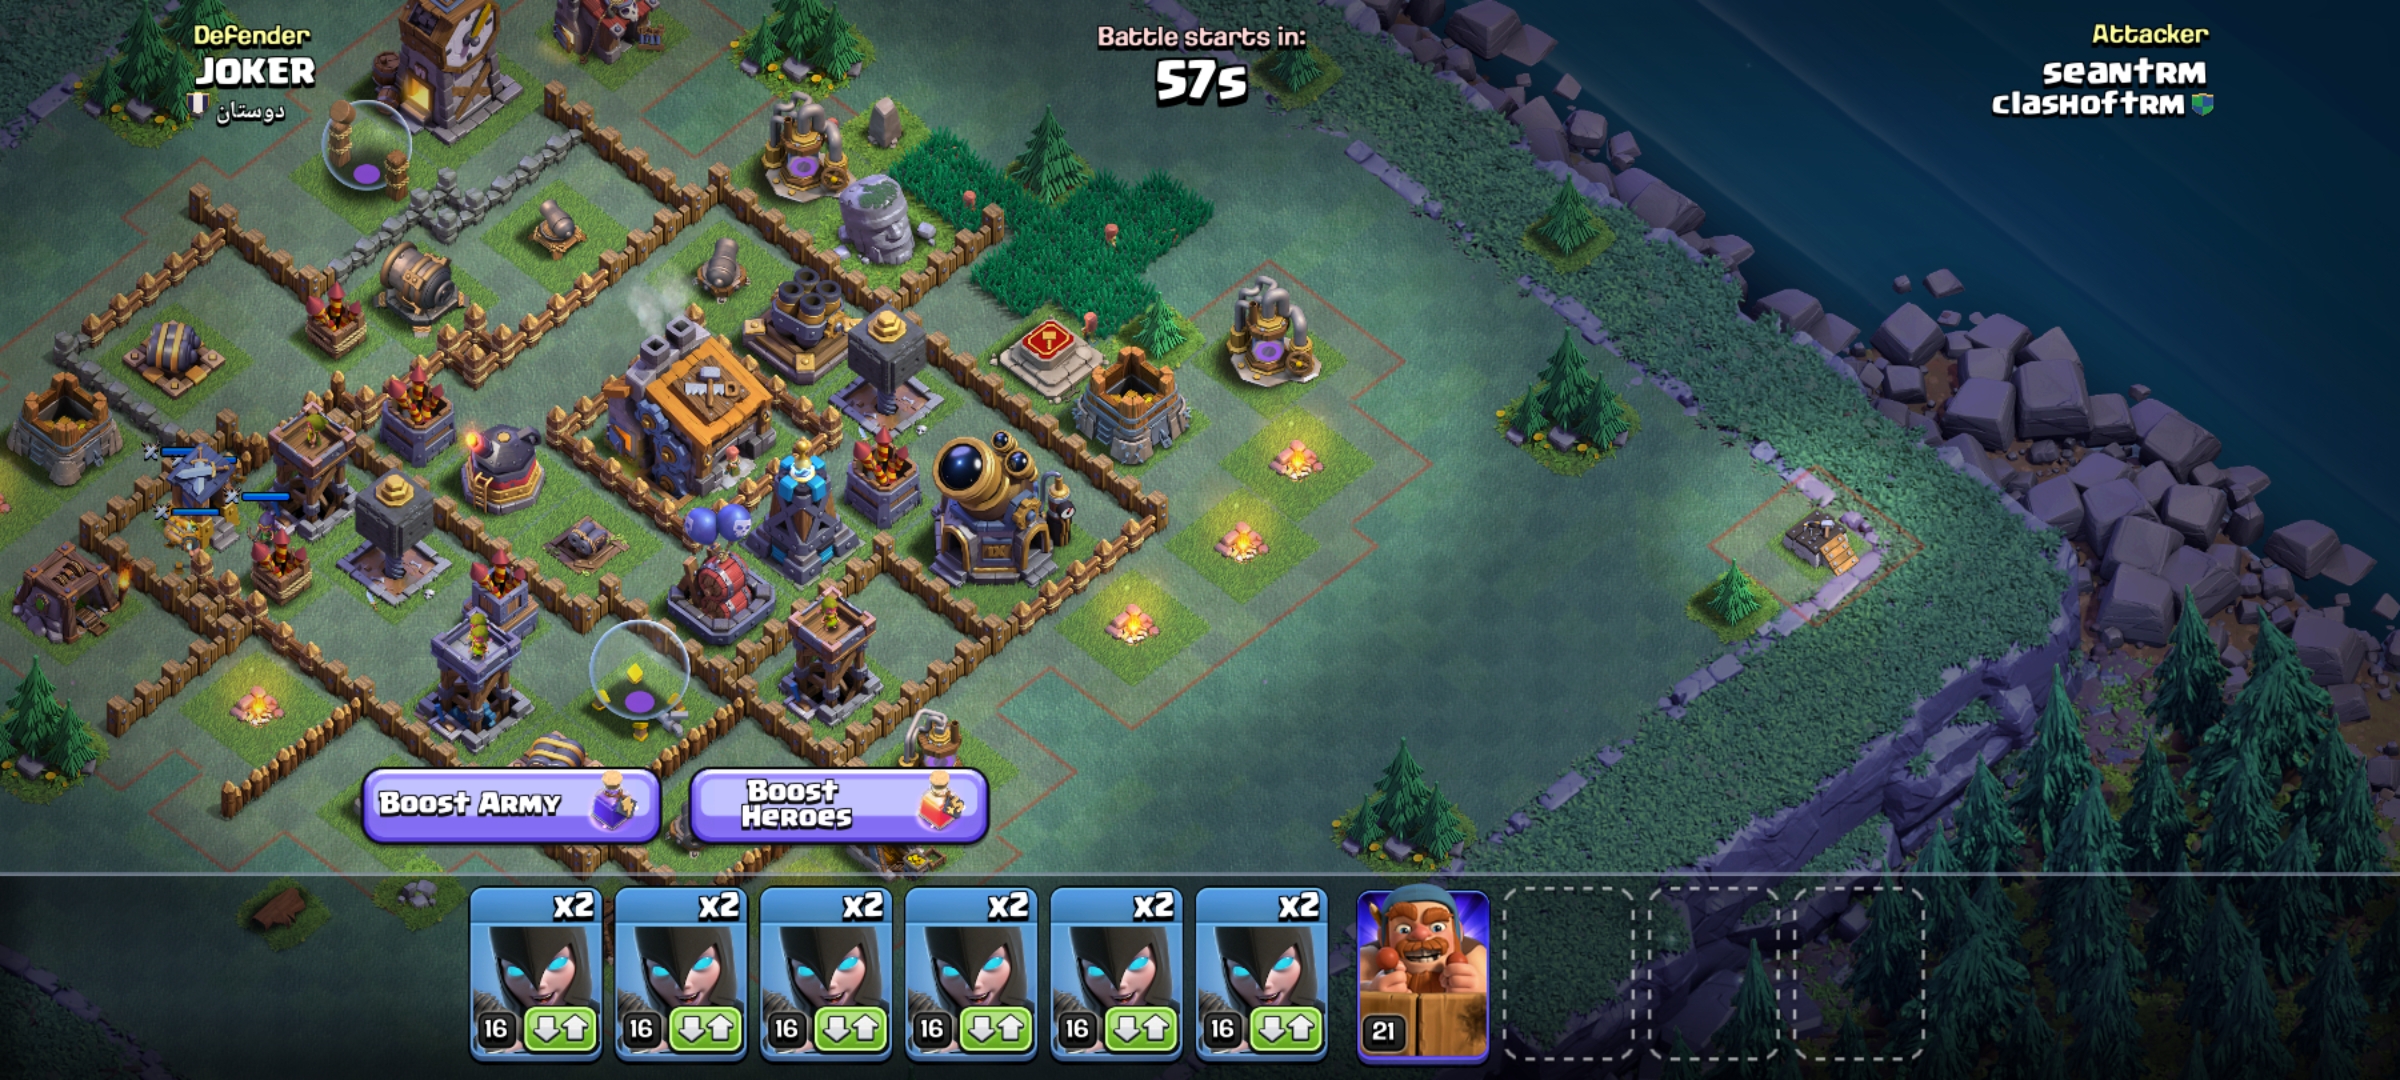 Defender
JOKER
دوستان
Battle starts in:
57s
Attacker
seantRM
clashoftRM
Boost Army
Boost
Heroes
x2
x2
x2
x2
x2
x2
16
16
16
16
16
16
21